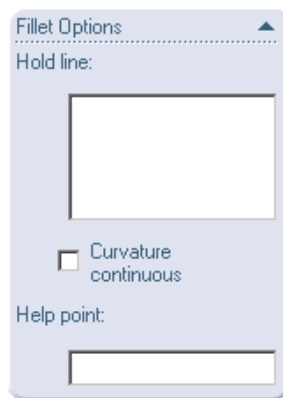 Fillet Options
Hold line:
Curvature
continuous
Help point: